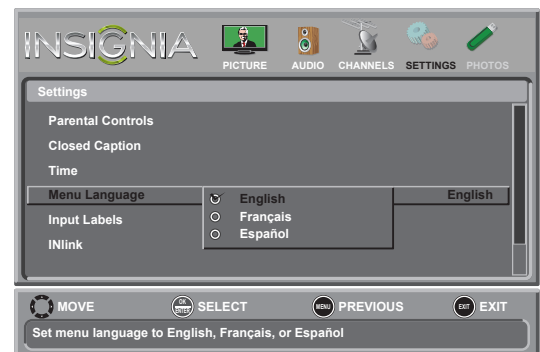 INSIGNIA
PICTURE AUDIO CHANNELS SETTINGS PHOTOS
Settings
Parental Controls
Closed Caption
Time
Menu Language English English
Input Labels Français
INlink Español
MOVE OK ENTER SELECT MENU PREVIOUS EXIT EXIT
Set menu language to English, Français, or Español